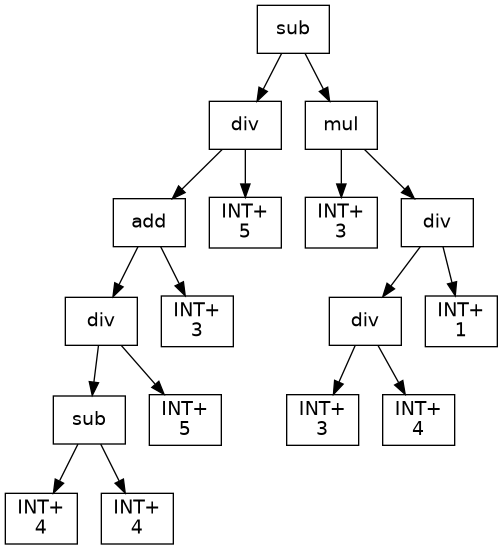 sub
div
mul
add
INT+
5
INT+
3
div
div
INT+
3
div
INT+
1
sub
INT+
5
INT+
3
INT+
4
INT+
4
INT+
4